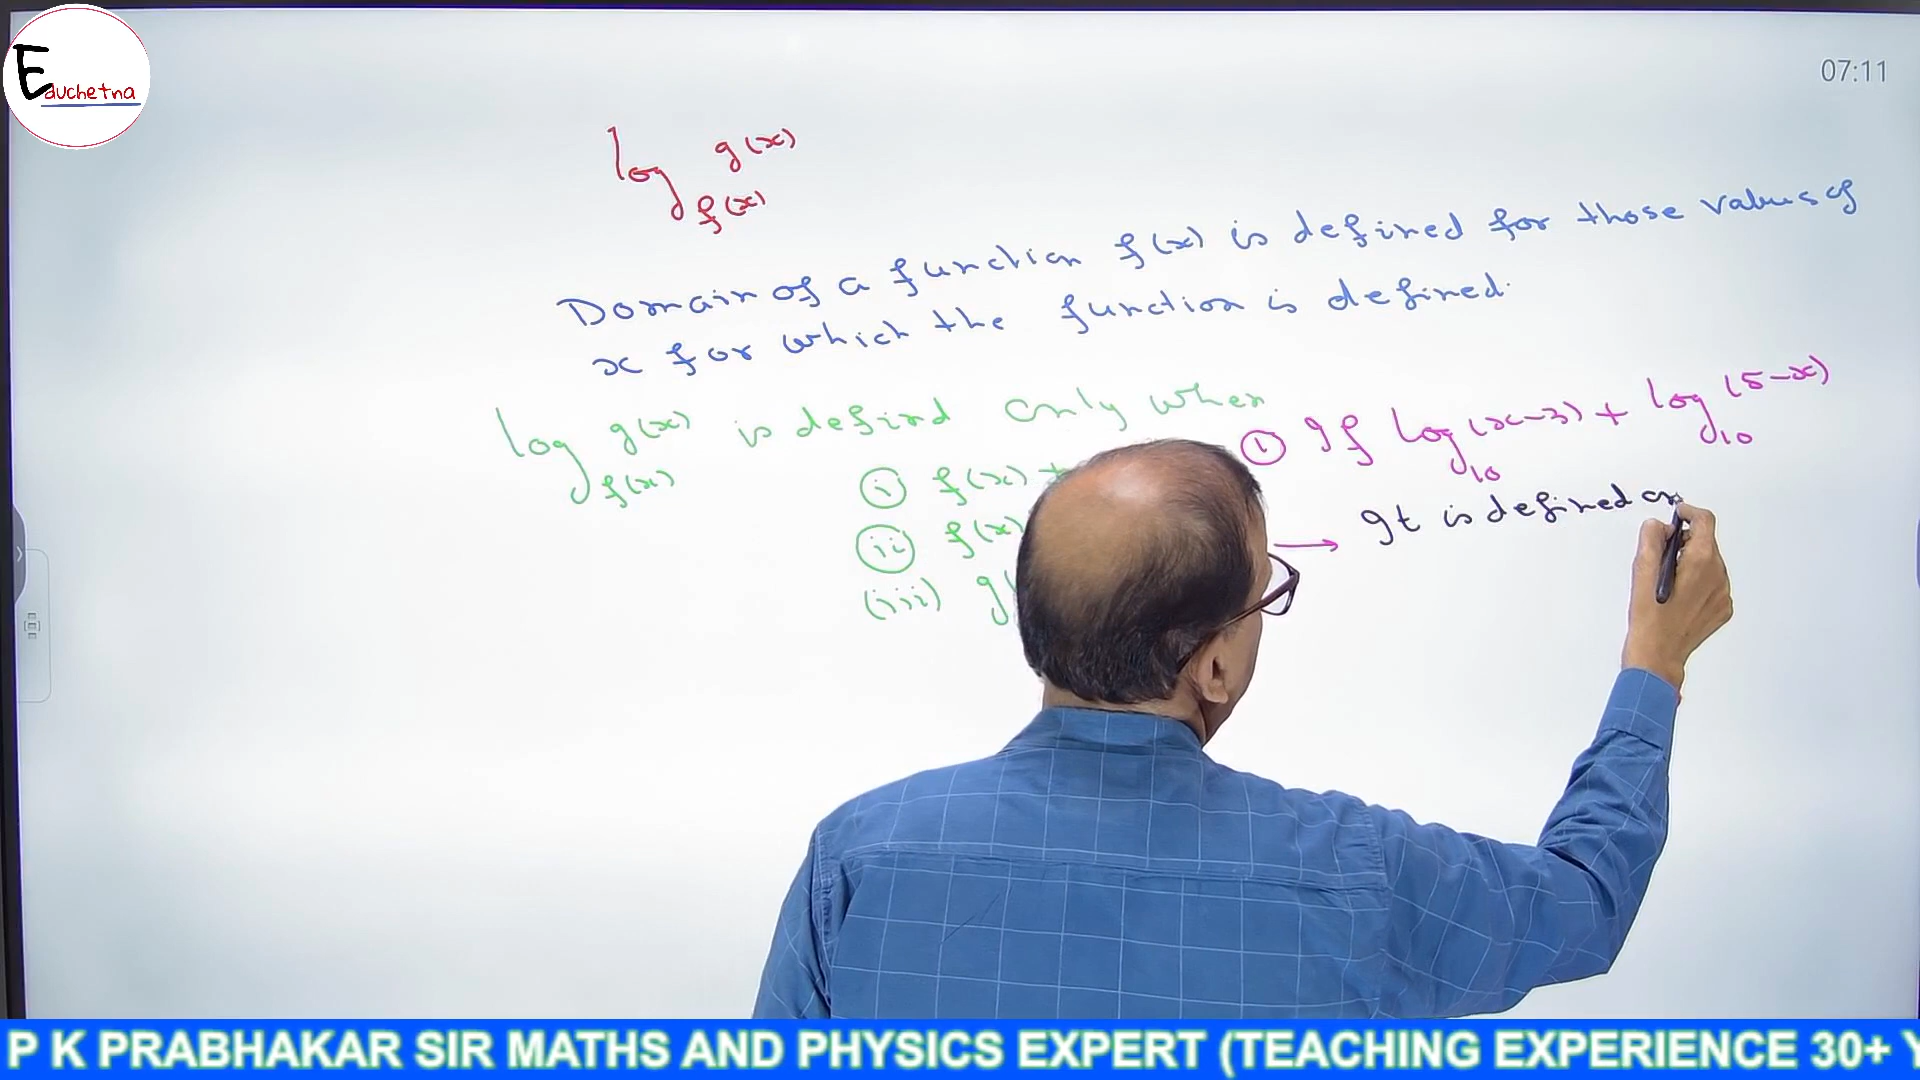 Educhetna
07:11
log g(x)
f(x)
Domain of a function f(x) is defined for those values of
x for which the function is defined.
log g(x) is defined only when
f(x)
(i) f(x) +
(ii) f(x)
(iii) g(
(1) If log (x-3) + log (5-x)
10 10
→ It is defined on
P K PRABHAKAR SIR MATHS AND PHYSICS EXPERT (TEACHING EXPERIENCE 30+ Y